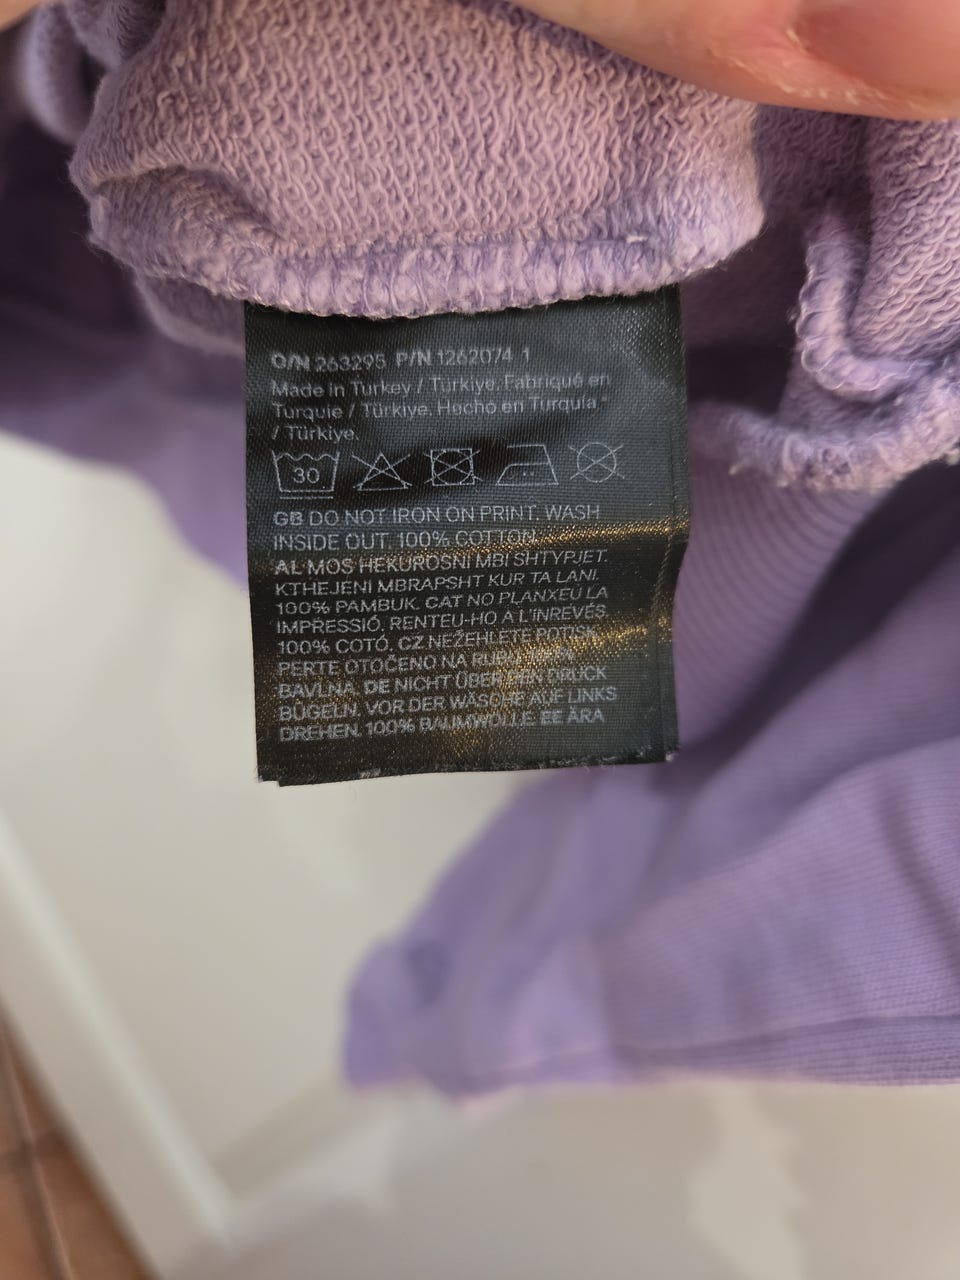 O/N 263295 P/N 1262074 1
Made in Turkey / Türkiye. Fabriqué en
Turquie / Türkiye. Hecho en Turquía
/ Türkiye.
30
GB DO NOT IRON ON PRINT. WASH
INSIDE OUT 100% COTTON.
AL MOS HEKUROSNI MBI SHTYPJET.
KTHEJENI MBRAPSHT KUR TA LANI.
100% PAMBUK. CAT NO PLANXEU LA
IMPRESSIÓ. RENTEU-HO A L'INREVÉS.
100% COTÓ. CZ NEŽEHLETE POTISK.
PERTE OTOČENO NA RUBY.
BAVLNA. DE NICHT ÜBER DEN DRUCK
BÜGELN. VOR DER WÄSCHE AUF LINKS
DREHEN. 100% BAUMWOLLE. EE ÄRA